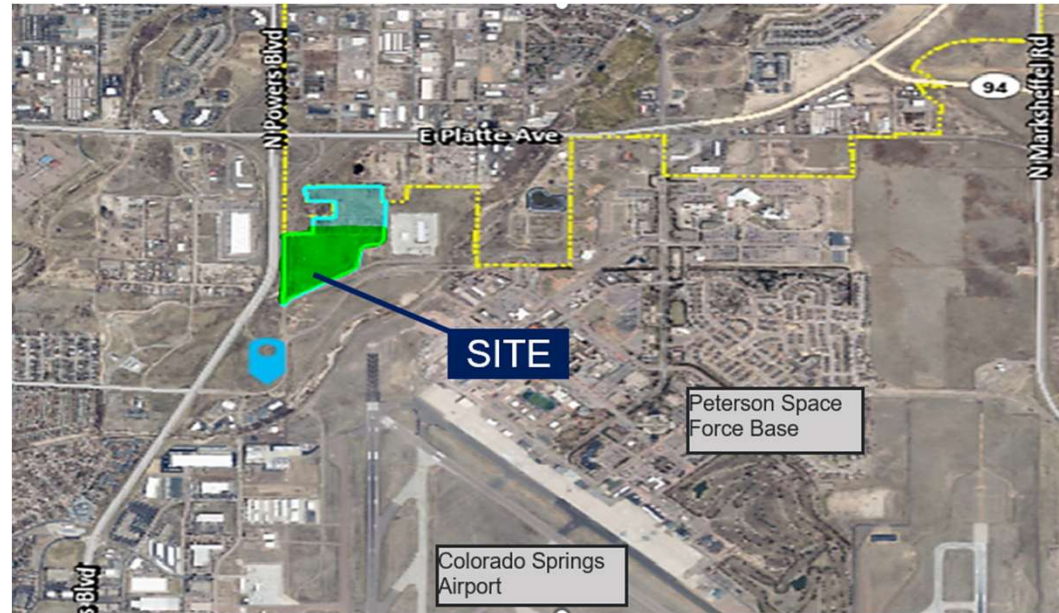 N Powers Blvd
E Platte Ave
94
N Marksheffel Rd
SITE
Peterson Space
Force Base
Colorado Springs
Airport
s Blvd